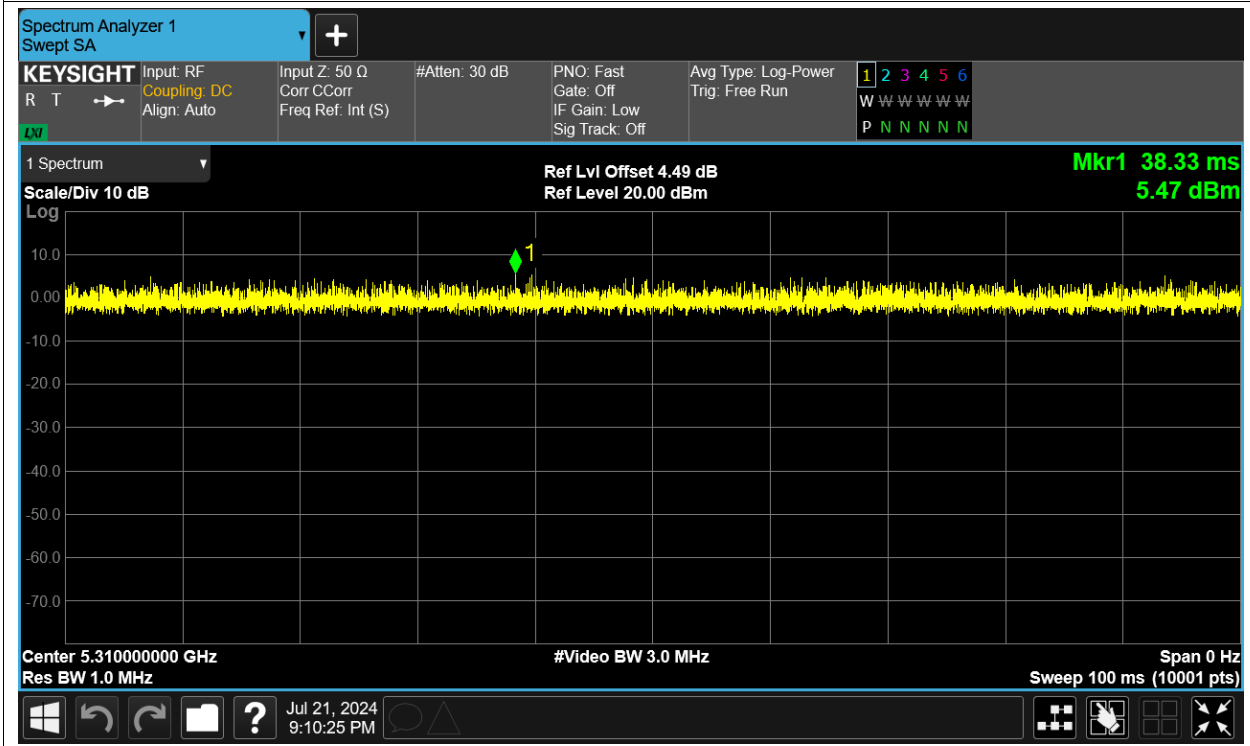 Spectrum Analyzer 1
Swept SA
KEYSIGHT
R T
LXI
Input: RF
Coupling: DC
Align: Auto
Input Z: 50 Ω
Corr CCorr
Freq Ref: Int (S)
#Atten: 30 dB
PNO: Fast
Gate: Off
IF Gain: Low
Sig Track: Off
Avg Type: Log-Power
Trig: Free Run
1 2 3 4 5 6
W W W W W W
P N N N N N
1 Spectrum
Scale/Div 10 dB
Log
Ref Lvl Offset 4.49 dB
Ref Level 20.00 dBm
Mkr1 38.33 ms
5.47 dBm
1
10.0
0.00
-10.0
-20.0
-30.0
-40.0
-50.0
-60.0
-70.0
Center 5.310000000 GHz
Res BW 1.0 MHz
#Video BW 3.0 MHz
Span 0 Hz
Sweep 100 ms (10001 pts)
?
Jul 21, 2024
9:10:25 PM